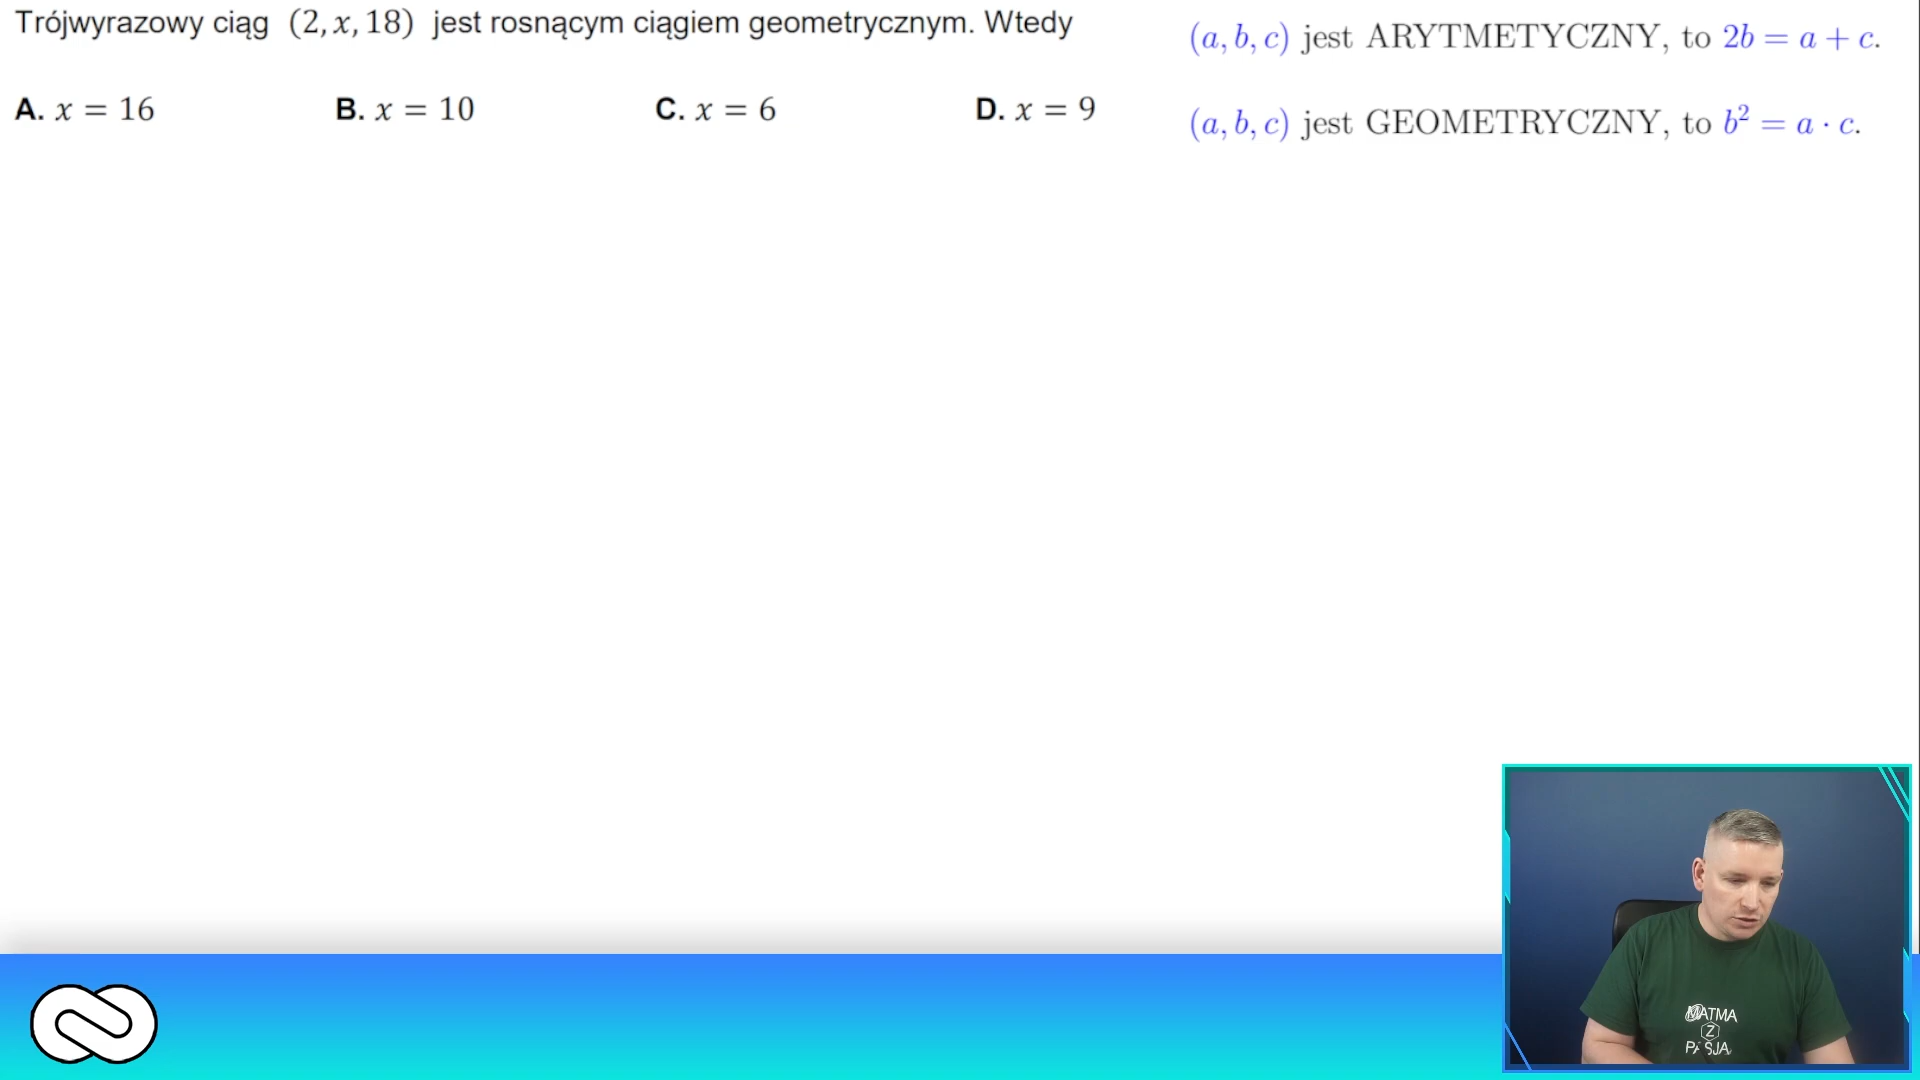 Trójwyrazowy ciąg (2, x, 18) jest rosnącym ciągiem geometrycznym. Wtedy
A. x = 16 B. x = 10 C. x = 6 D. x = 9
(a, b, c) jest ARYTMETYCZNY, to 2b = a + c.
(a, b, c) jest GEOMETRYCZNY, to b² = a · c.
MATMA
Z
PASJA